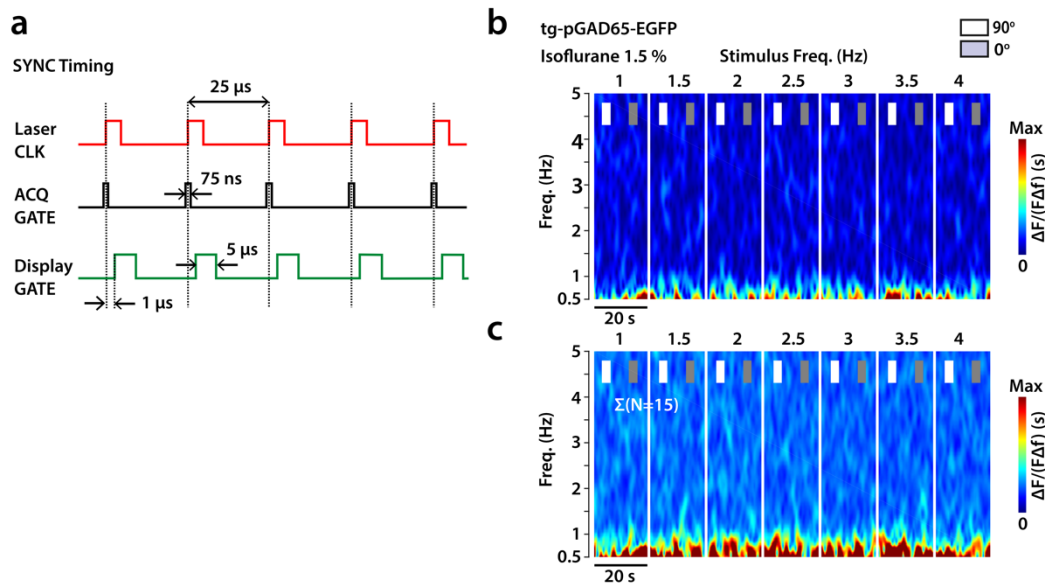 a
SYNC Timing
25 µs
Laser
CLK
75 ns
ACQ
GATE
5 µs
Display
GATE
1 µs
b
tg-pGAD65-EGFP
90º
0º
Isoflurane 1.5 %
Stimulus Freq. (Hz)
1 1.5 2 2.5 3 3.5 4
5
4
3
2
1
0.5
Freq. (Hz)
Max
0
ΔF/(FΔf) (s)
20 s
c
1 1.5 2 2.5 3 3.5 4
Σ(N=15)
5
4
3
2
1
0.5
Freq. (Hz)
Max
0
ΔF/(FΔf) (s)
20 s